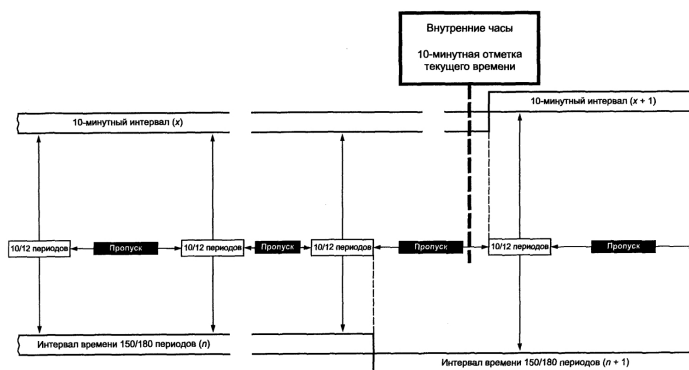 Внутренние часы
10-минутная отметка
текущего времени
10-минутный интервал (x + 1)
10-минутный интервал (x)
10/12 периодов
Пропуск
10/12 периодов
Пропуск
10/12 периодов
Пропуск
10/12 периодов
Пропуск
Интервал времени 150/180 периодов (n)
Интервал времени 150/180 периодов (n + 1)